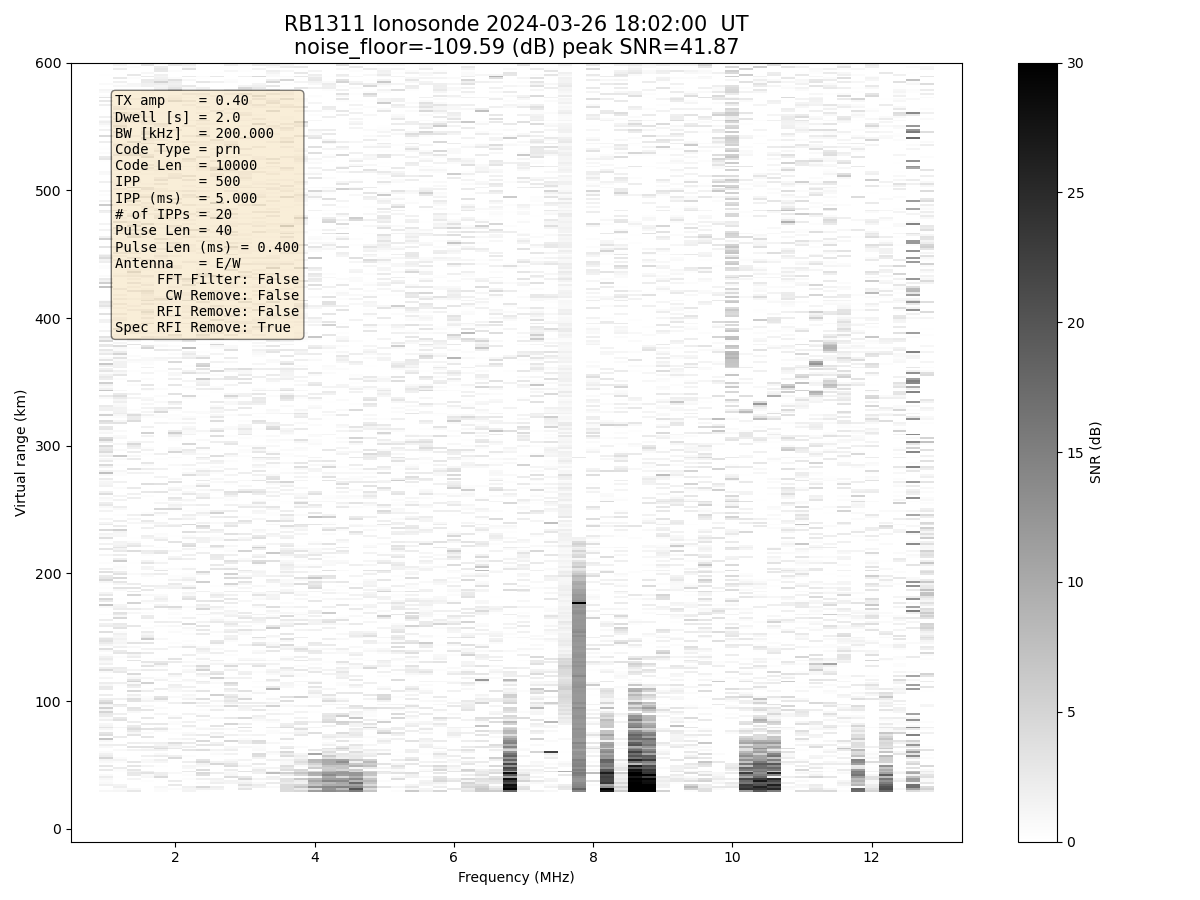 RB1311 Ionosonde 2024-03-26 18:02:00 UT
noise_floor=-109.59 (dB) peak SNR=41.87
TX amp = 0.40
Dwell [s] = 2.0
BW [kHz] = 200.000
Code Type = prn
Code Len = 10000
IPP = 500
IPP (ms) = 5.000
# of IPPs = 20
Pulse Len = 40
Pulse Len (ms) = 0.400
Antenna = E/W
FFT Filter: False
CW Remove: False
RFI Remove: False
Spec RFI Remove: True
Virtual range (km)
600
500
400
300
200
100
0
2 4 6 8 10 12
Frequency (MHz)
30
25
20
15
10
5
0
SNR (dB)